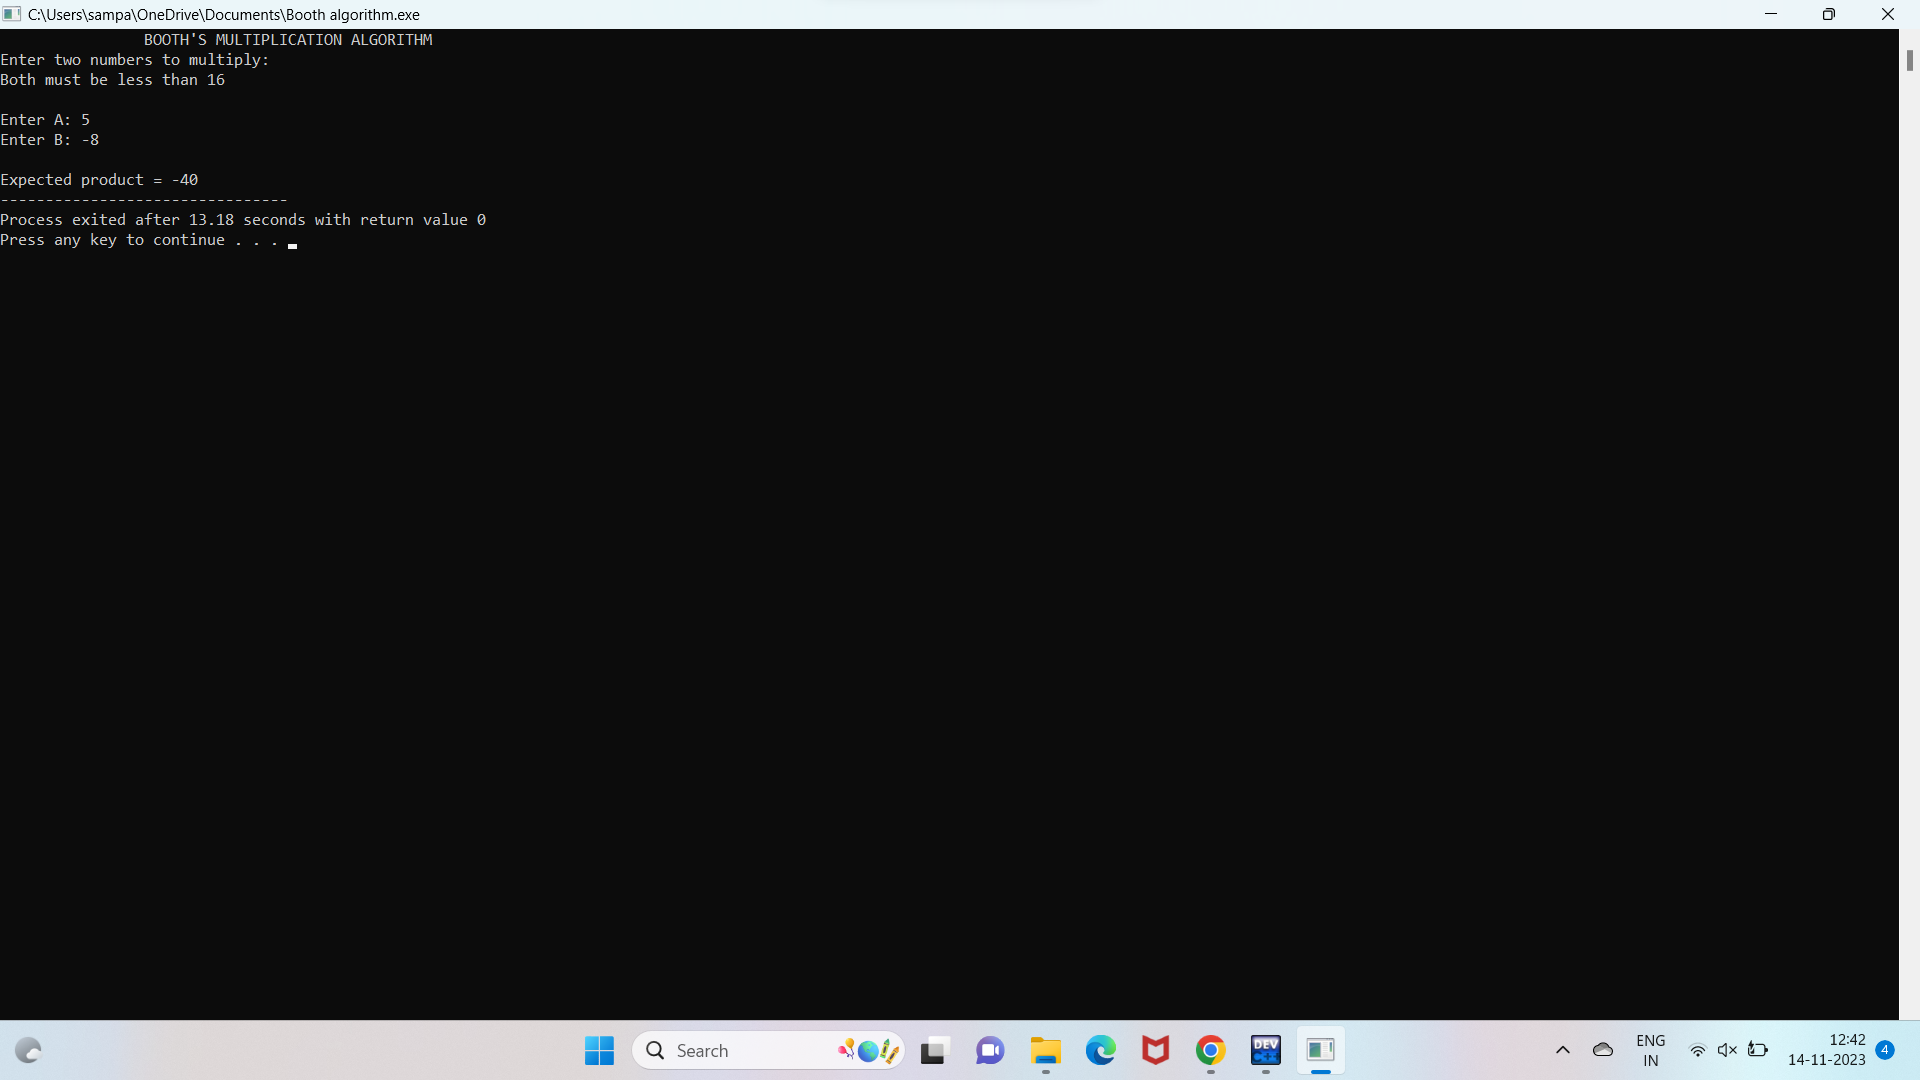 C:\Users\sampa\OneDrive\Documents\Booth algorithm.exe
BOOTH'S MULTIPLICATION ALGORITHM
Enter two numbers to multiply:
Both must be less than 16
Enter A: 5
Enter B: -8
Expected product = -40
--------------------------------
Process exited after 13.18 seconds with return value 0
Press any key to continue . . .
Search
DEV
C++
ENG
IN
12:42
14-11-2023
4